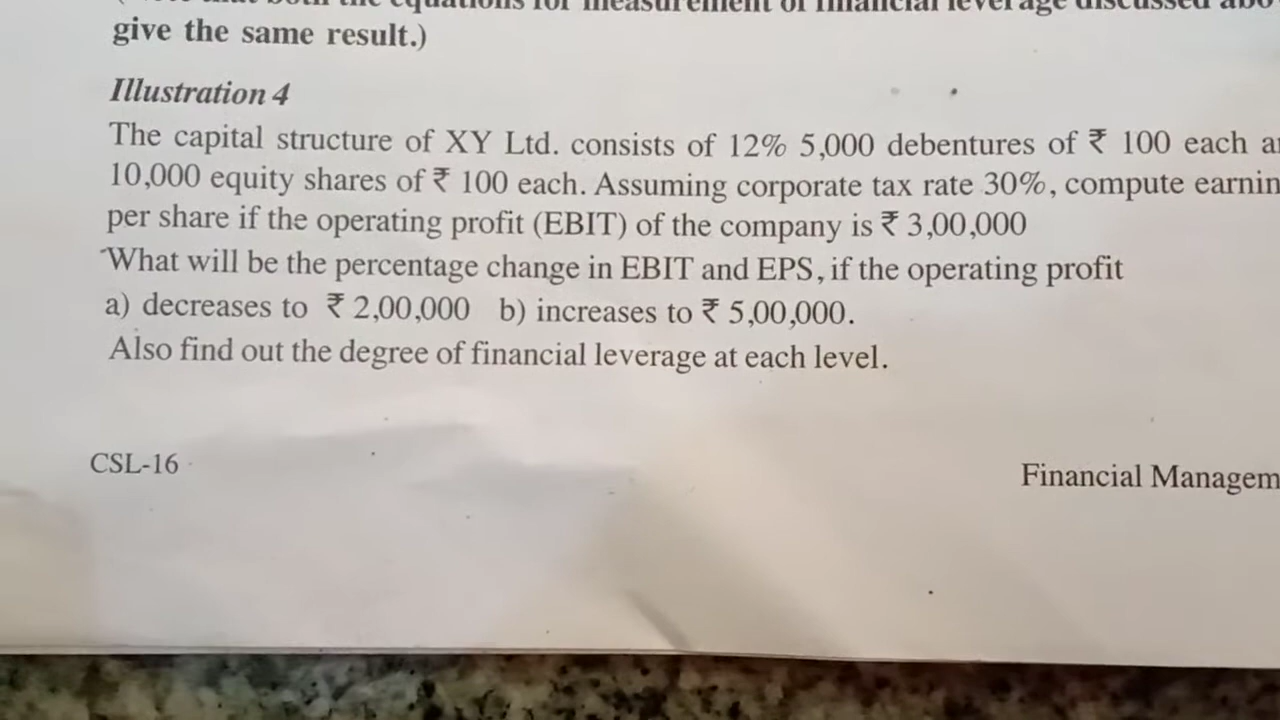 give the same result.)
Illustration 4
The capital structure of XY Ltd. consists of 12% 5,000 debentures of ₹ 100 each
10,000 equity shares of ₹ 100 each. Assuming corporate tax rate 30%, compute
per share if the operating profit (EBIT) of the company is ₹ 3,00,000
What will be the percentage change in EBIT and EPS, if the operating profit
a) decreases to ₹ 2,00,000 b) increases to ₹ 5,00,000.
Also find out the degree of financial leverage at each level.
CSL-16
Financial